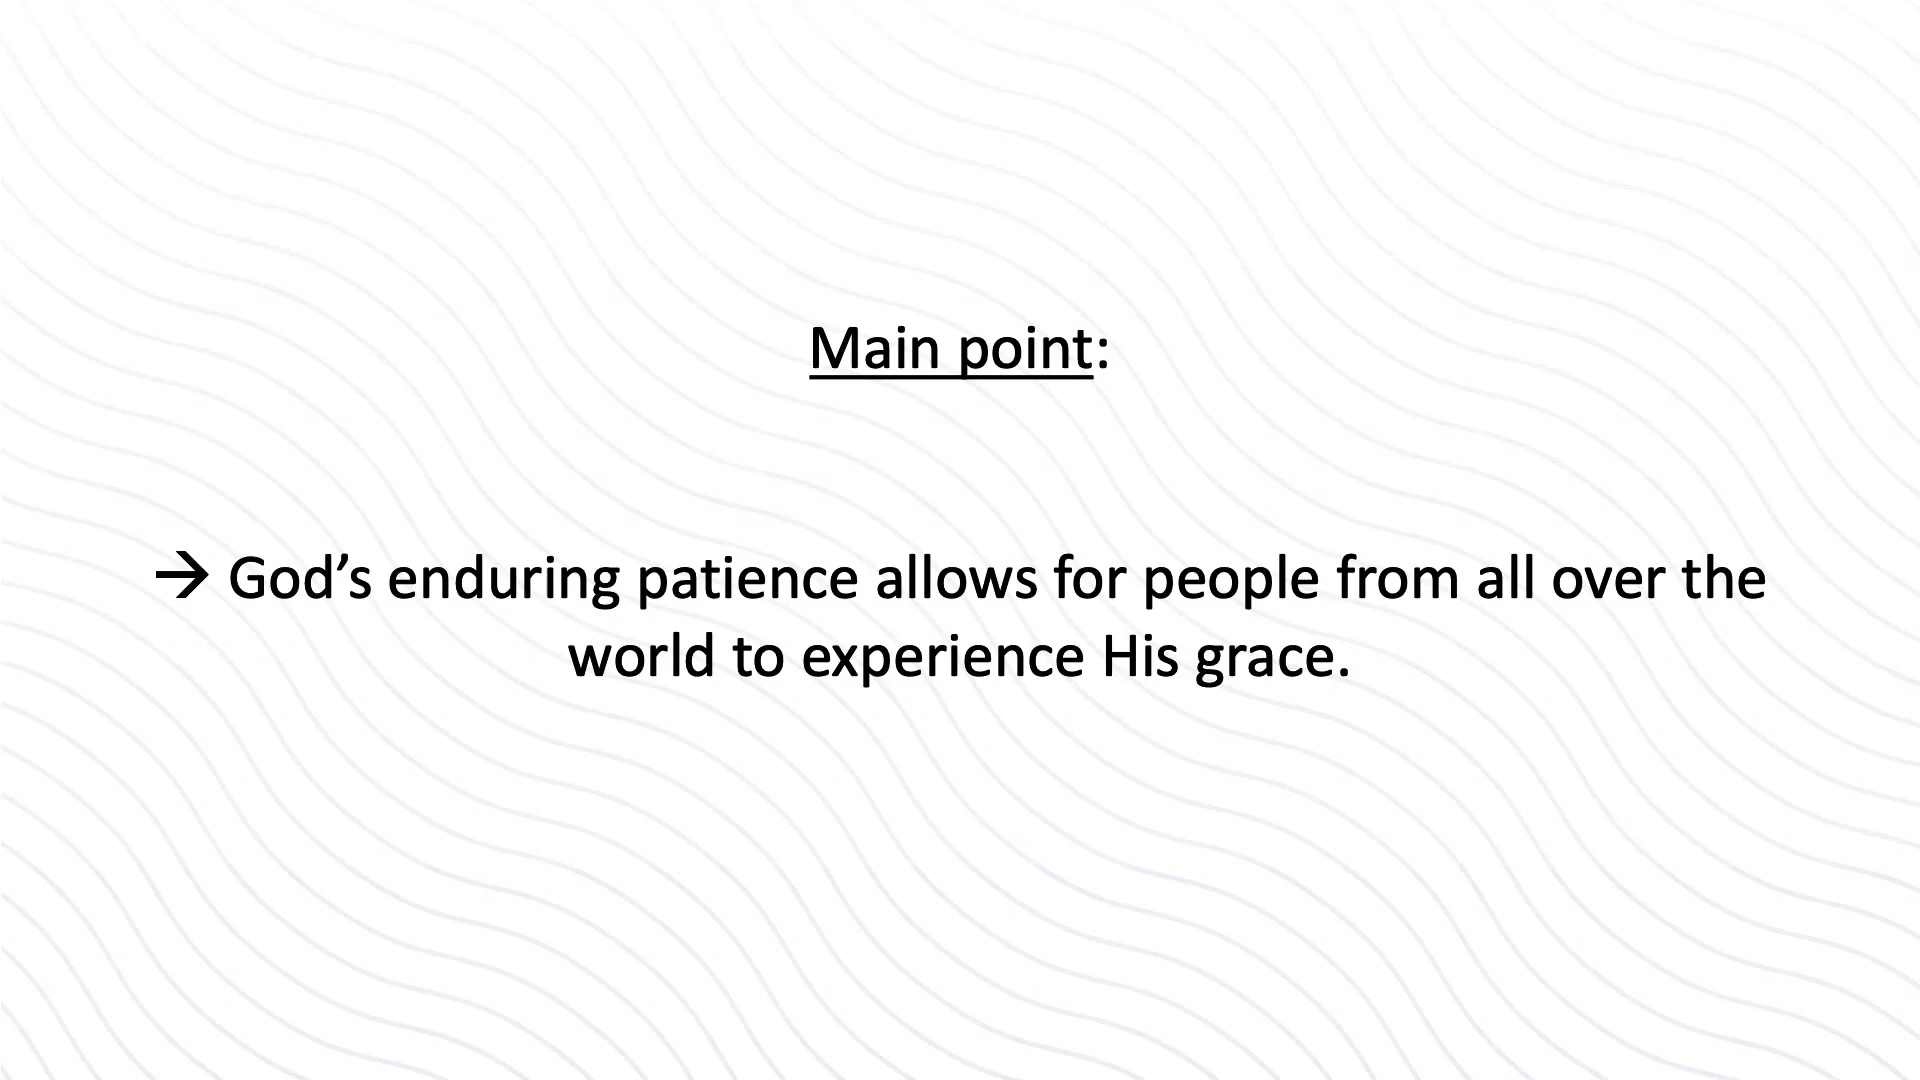 Main point:
→ God’s enduring patience allows for people from all over the
world to experience His grace.